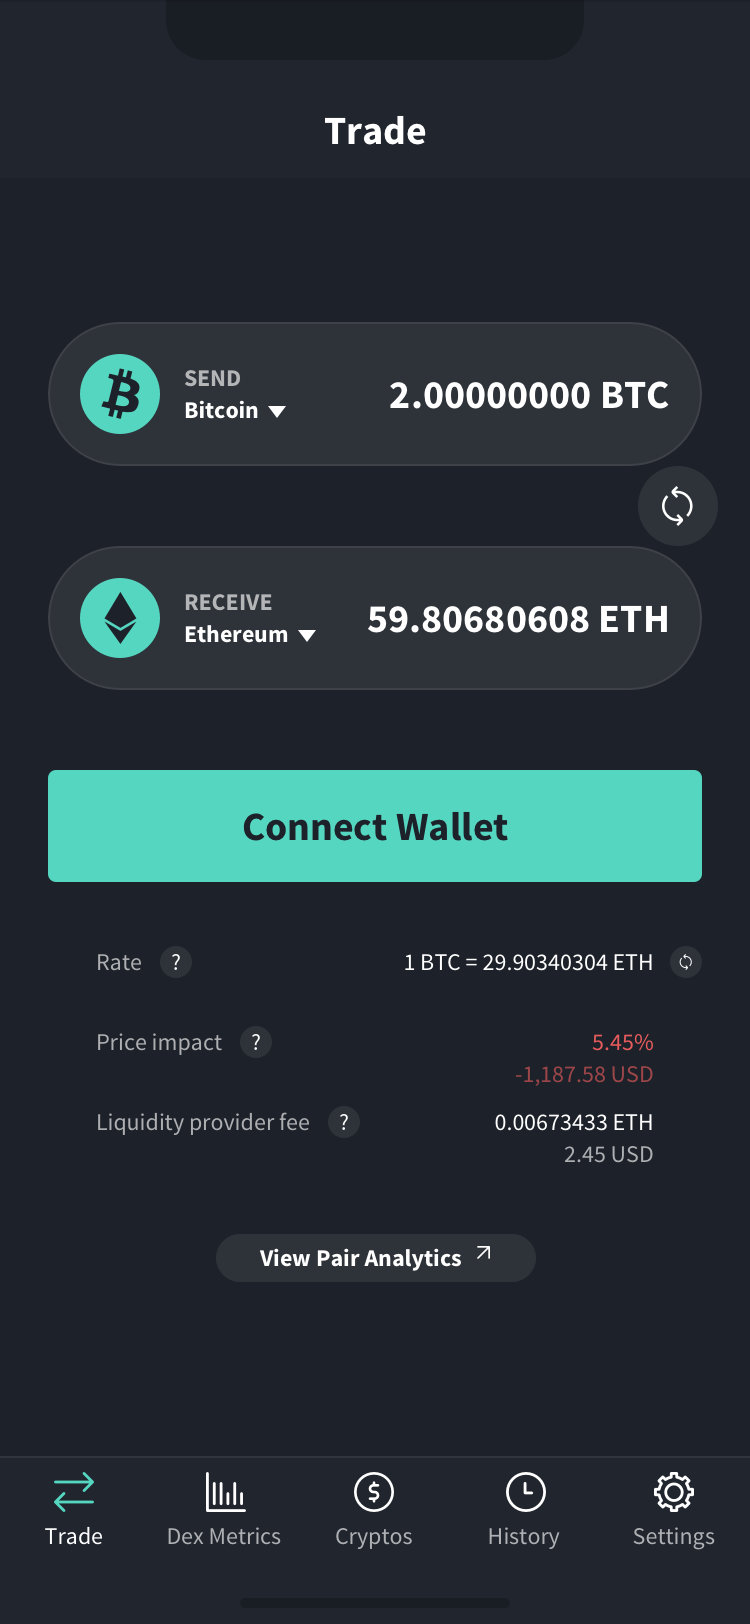 Trade
SEND
Bitcoin
2.00000000 BTC
RECEIVE
Ethereum
59.80680608 ETH
Connect Wallet
Rate ? 1 BTC = 29.90340304 ETH
Price impact ? 5.45%
-1,187.58 USD
Liquidity provider fee ? 0.00673433 ETH
2.45 USD
View Pair Analytics
Trade Dex Metrics Cryptos History Settings